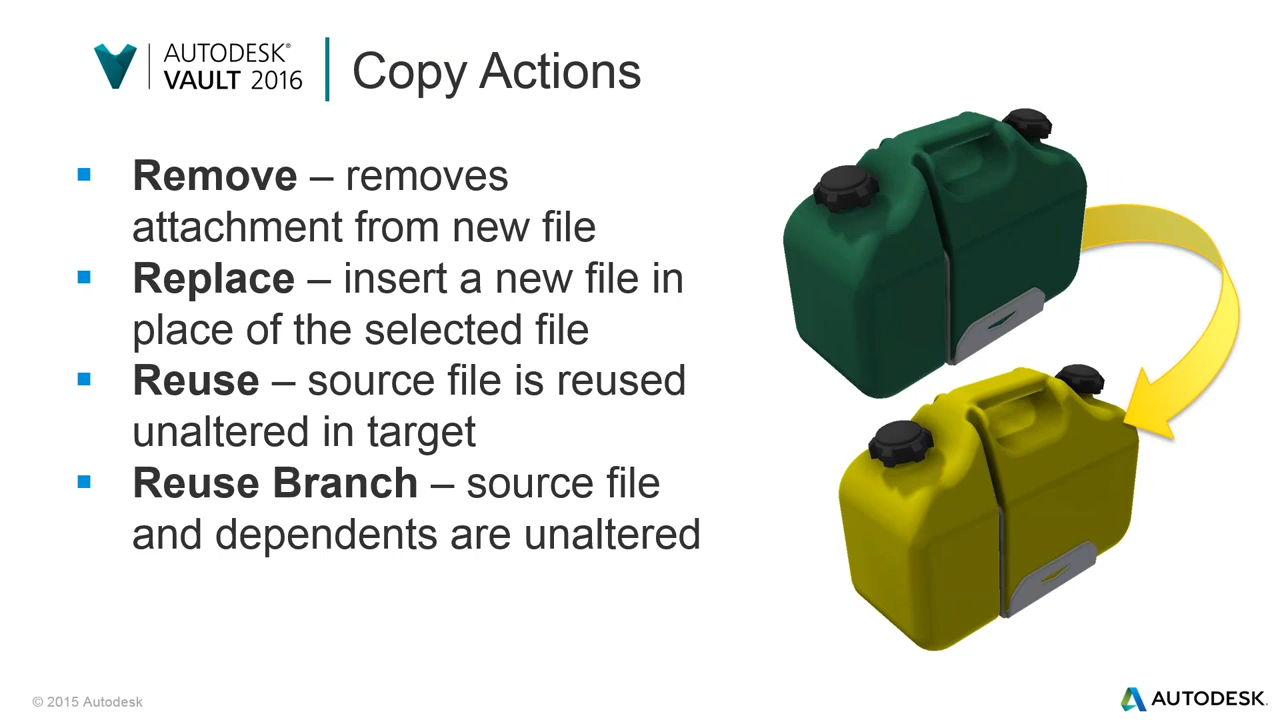 AUTODESK®
VAULT 2016
Copy Actions
▪ Remove – removes
attachment from new file
▪ Replace – insert a new file in
place of the selected file
▪ Reuse – source file is reused
unaltered in target
▪ Reuse Branch – source file
and dependents are unaltered
© 2015 Autodesk
AUTODESK.